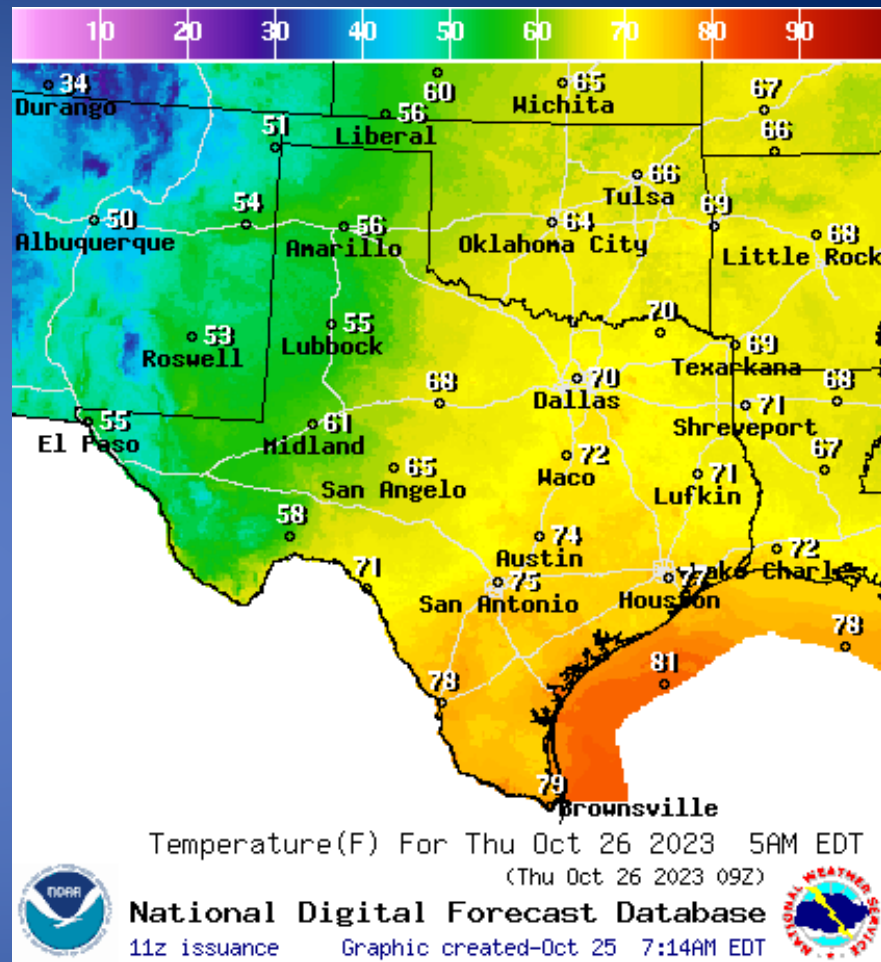 10 20 30 40 50 60 70 80 90
34
Durango
60
65
Wichita
67
51
56
Liberal
66
66
Tulsa
50
Albuquerque
54
56
Amarillo
64
Oklahoma City
69
68
Little Rock
53
Roswell
55
Lubbock
70
69
Texarkana
55
El Paso
61
Midland
68
70
Dallas
71
Shreveport
68
65
San Angelo
72
Waco
71
Lufkin
67
58
74
Austin
72
Lake Charles
71
75
San Antonio
77
Houston
78
81
78
79
Brownsville
Temperature(F) For Thu Oct 26 2023 5AM EDT
(Thu Oct 26 2023 09Z)
National Digital Forecast Database
11z issuance Graphic created-Oct 25 7:14AM EDT
NOAA
NATIONAL WEATHER SERVICE